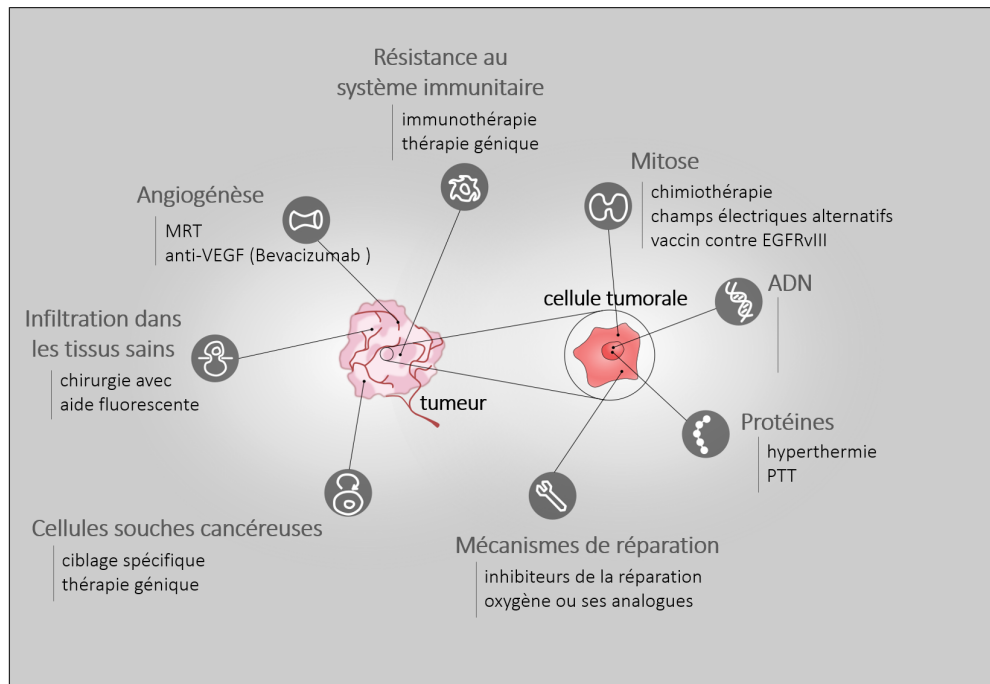 Résistance au
système immunitaire
immunothérapie
thérapie génique
Mitose
chimiothérapie
champs électriques alternatifs
vaccin contre EGFRvIII
Angiogénèse
MRT
anti-VEGF (Bevacizumab )
ADN
cellule tumorale
Infiltration dans
les tissus sains
chirurgie avec
aide fluorescente
tumeur
Protéines
hyperthermie
PTT
Cellules souches cancéreuses
ciblage spécifique
thérapie génique
Mécanismes de réparation
inhibiteurs de la réparation
oxygène ou ses analogues